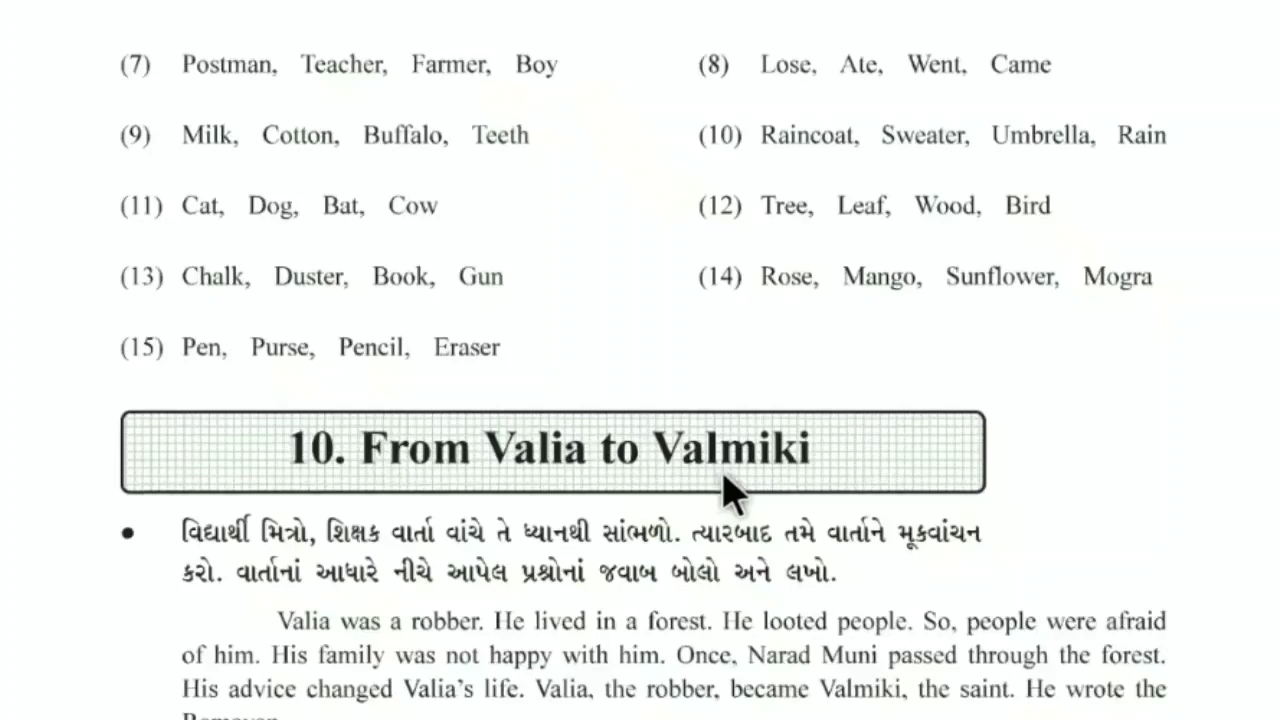 (7) Postman, Teacher, Farmer, Boy (8) Lose, Ate, Went, Came
(9) Milk, Cotton, Buffalo, Teeth (10) Raincoat, Sweater, Umbrella, Rain
(11) Cat, Dog, Bat, Cow (12) Tree, Leaf, Wood, Bird
(13) Chalk, Duster, Book, Gun (14) Rose, Mango, Sunflower, Mogra
(15) Pen, Purse, Pencil, Eraser
10. From Valia to Valmiki
• વિદ્યાર્થી મિત્રો, શિક્ષક વાર્તા વાંચે તે ધ્યાનથી સાંભળો. ત્યારબાદ તમે વાર્તાને મૂકવાંચન
કરો. વાર્તાનાં આધારે નીચે આપેલ પ્રશ્નોનાં જવાબ બોલો અને લખો.
Valia was a robber. He lived in a forest. He looted people. So, people were afraid
of him. His family was not happy with him. Once, Narad Muni passed through the forest.
His advice changed Valia's life. Valia, the robber, became Valmiki, the saint. He wrote the